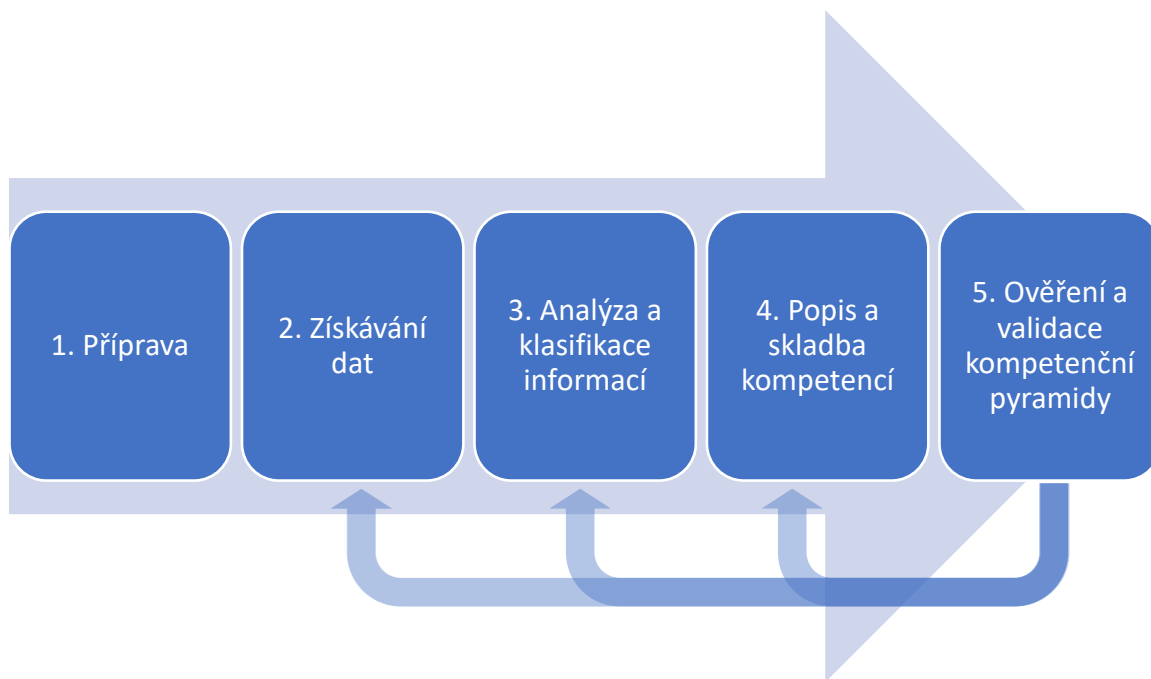 1. Příprava
2. Získávání
dat
3. Analýza a
klasifikace
informací
4. Popis a
skladba
kompetencí
5. Ověření a
validace
kompetenční
pyramidy